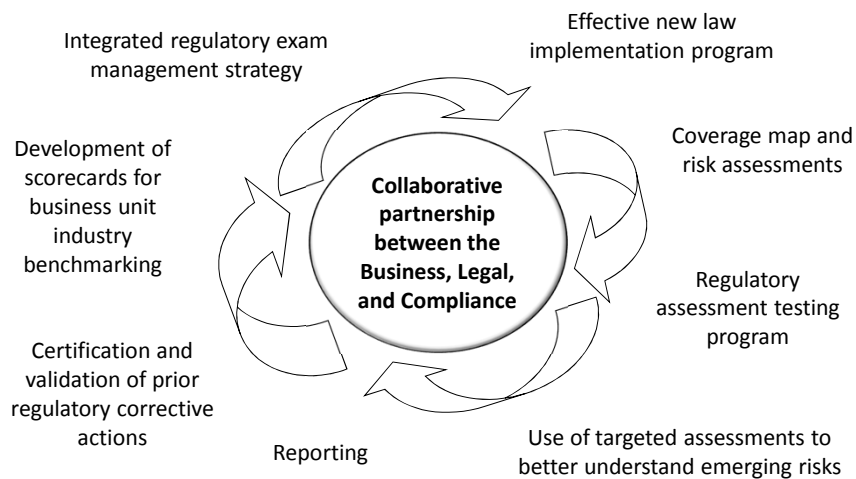 Integrated regulatory exam
management strategy
Effective new law
implementation program
Coverage map and
risk assessments
Development of
scorecards for
business unit
industry
benchmarking
Collaborative
partnership
between the
Business, Legal,
and Compliance
Regulatory
assessment testing
program
Certification and
validation of prior
regulatory corrective
actions
Reporting
Use of targeted assessments to
better understand emerging risks